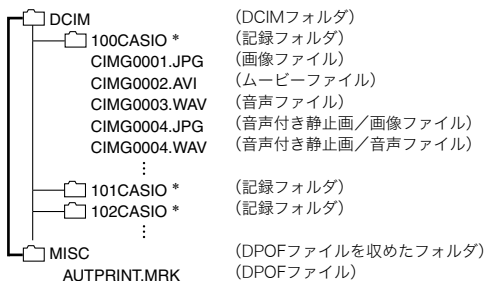 DCIM （DCIMフォルダ）
100CASIO * （記録フォルダ）
CIMG0001.JPG （画像ファイル）
CIMG0002.AVI （ムービーファイル）
CIMG0003.WAV （音声ファイル）
CIMG0004.JPG （音声付き静止画／画像ファイル）
CIMG0004.WAV （音声付き静止画／音声ファイル）
⋮
101CASIO * （記録フォルダ）
102CASIO * （記録フォルダ）
⋮
MISC （DPOFファイルを収めたフォルダ）
AUTPRINT.MRK （DPOFファイル）